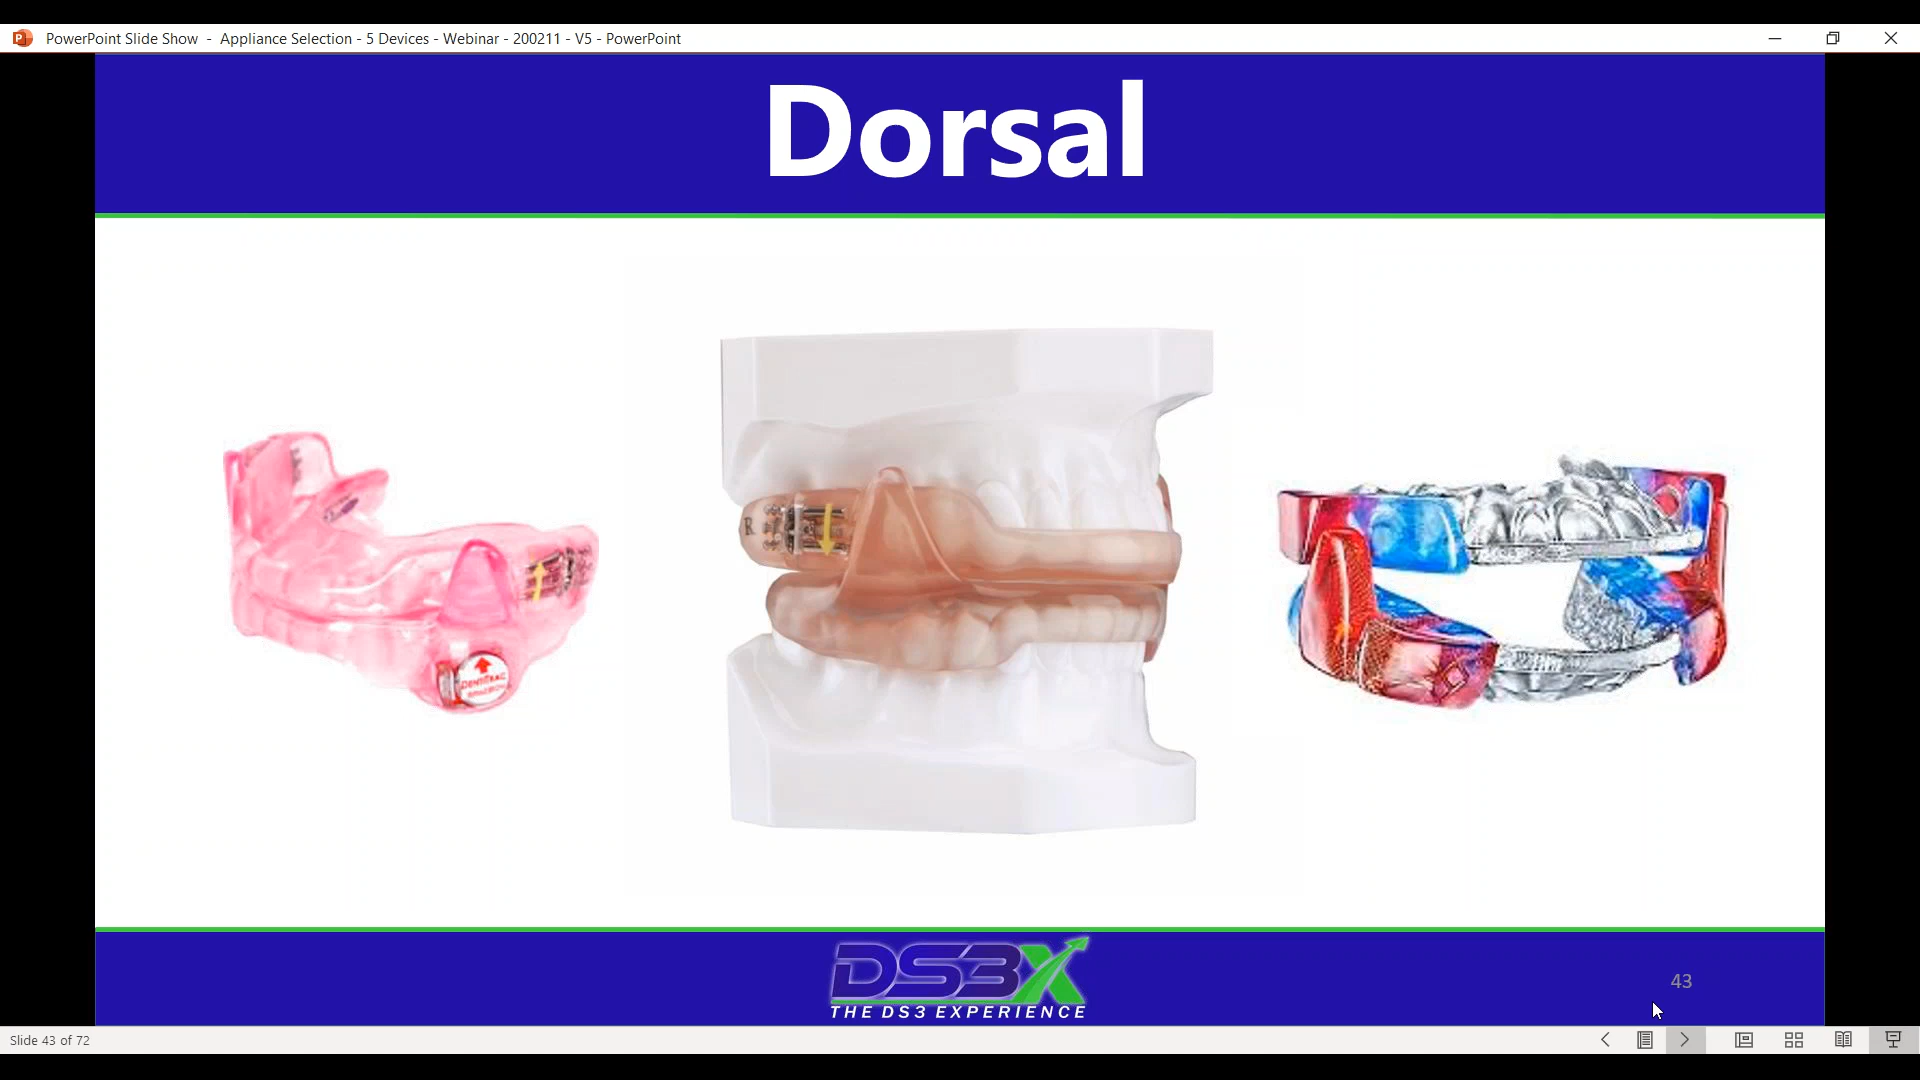 PowerPoint Slide Show - Appliance Selection - 5 Devices - Webinar - 200211 - V5 - PowerPoint
Dorsal
R
DENTITRAC
DS3X
THE DS3 EXPERIENCE
43
Slide 43 of 72